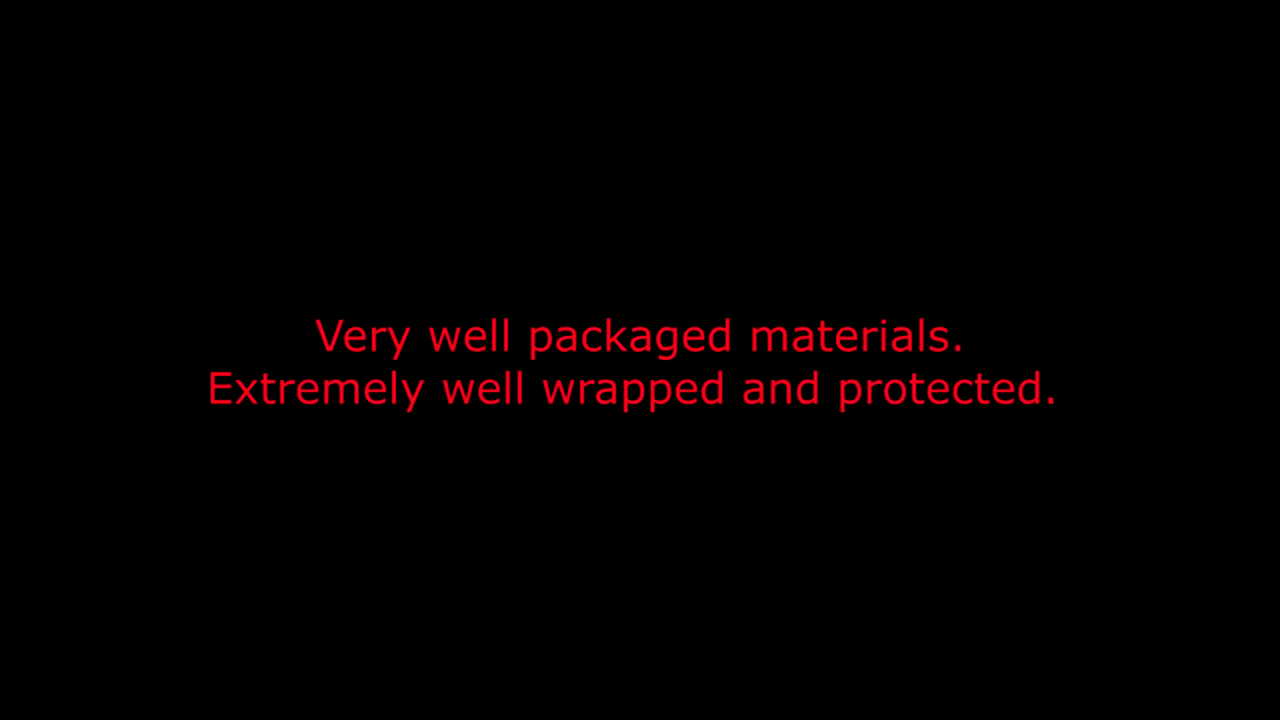 Very well packaged materials.
Extremely well wrapped and protected.